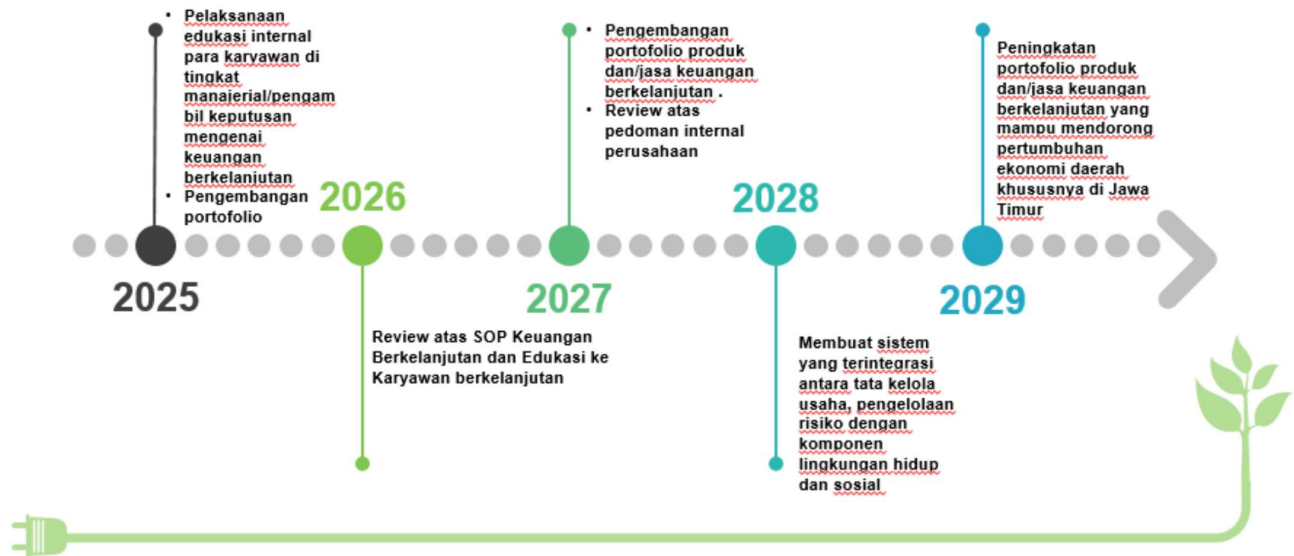 • Pelaksanaan
edukasi internal
para karyawan di
tingkat
manajerial/pengam
bil keputusan
mengenai
keuangan
berkelanjutan
• Pengembangan
portofolio
2025
2026
Review atas SOP Keuangan
Berkelanjutan dan Edukasi ke
Karyawan berkelanjutan
• Pengembangan
portofolio produk
dan/jasa keuangan
berkelanjutan .
• Review atas
pedoman internal
perusahaan
2027
2028
Membuat sistem
yang terintegrasi
antara tata kelola
usaha, pengelolaan
risiko dengan
komponen
lingkungan hidup
dan sosial
Peningkatan
portofolio produk
dan/jasa keuangan
berkelanjutan yang
mampu mendorong
pertumbuhan
ekonomi daerah
khususnya di Jawa
Timur
2029